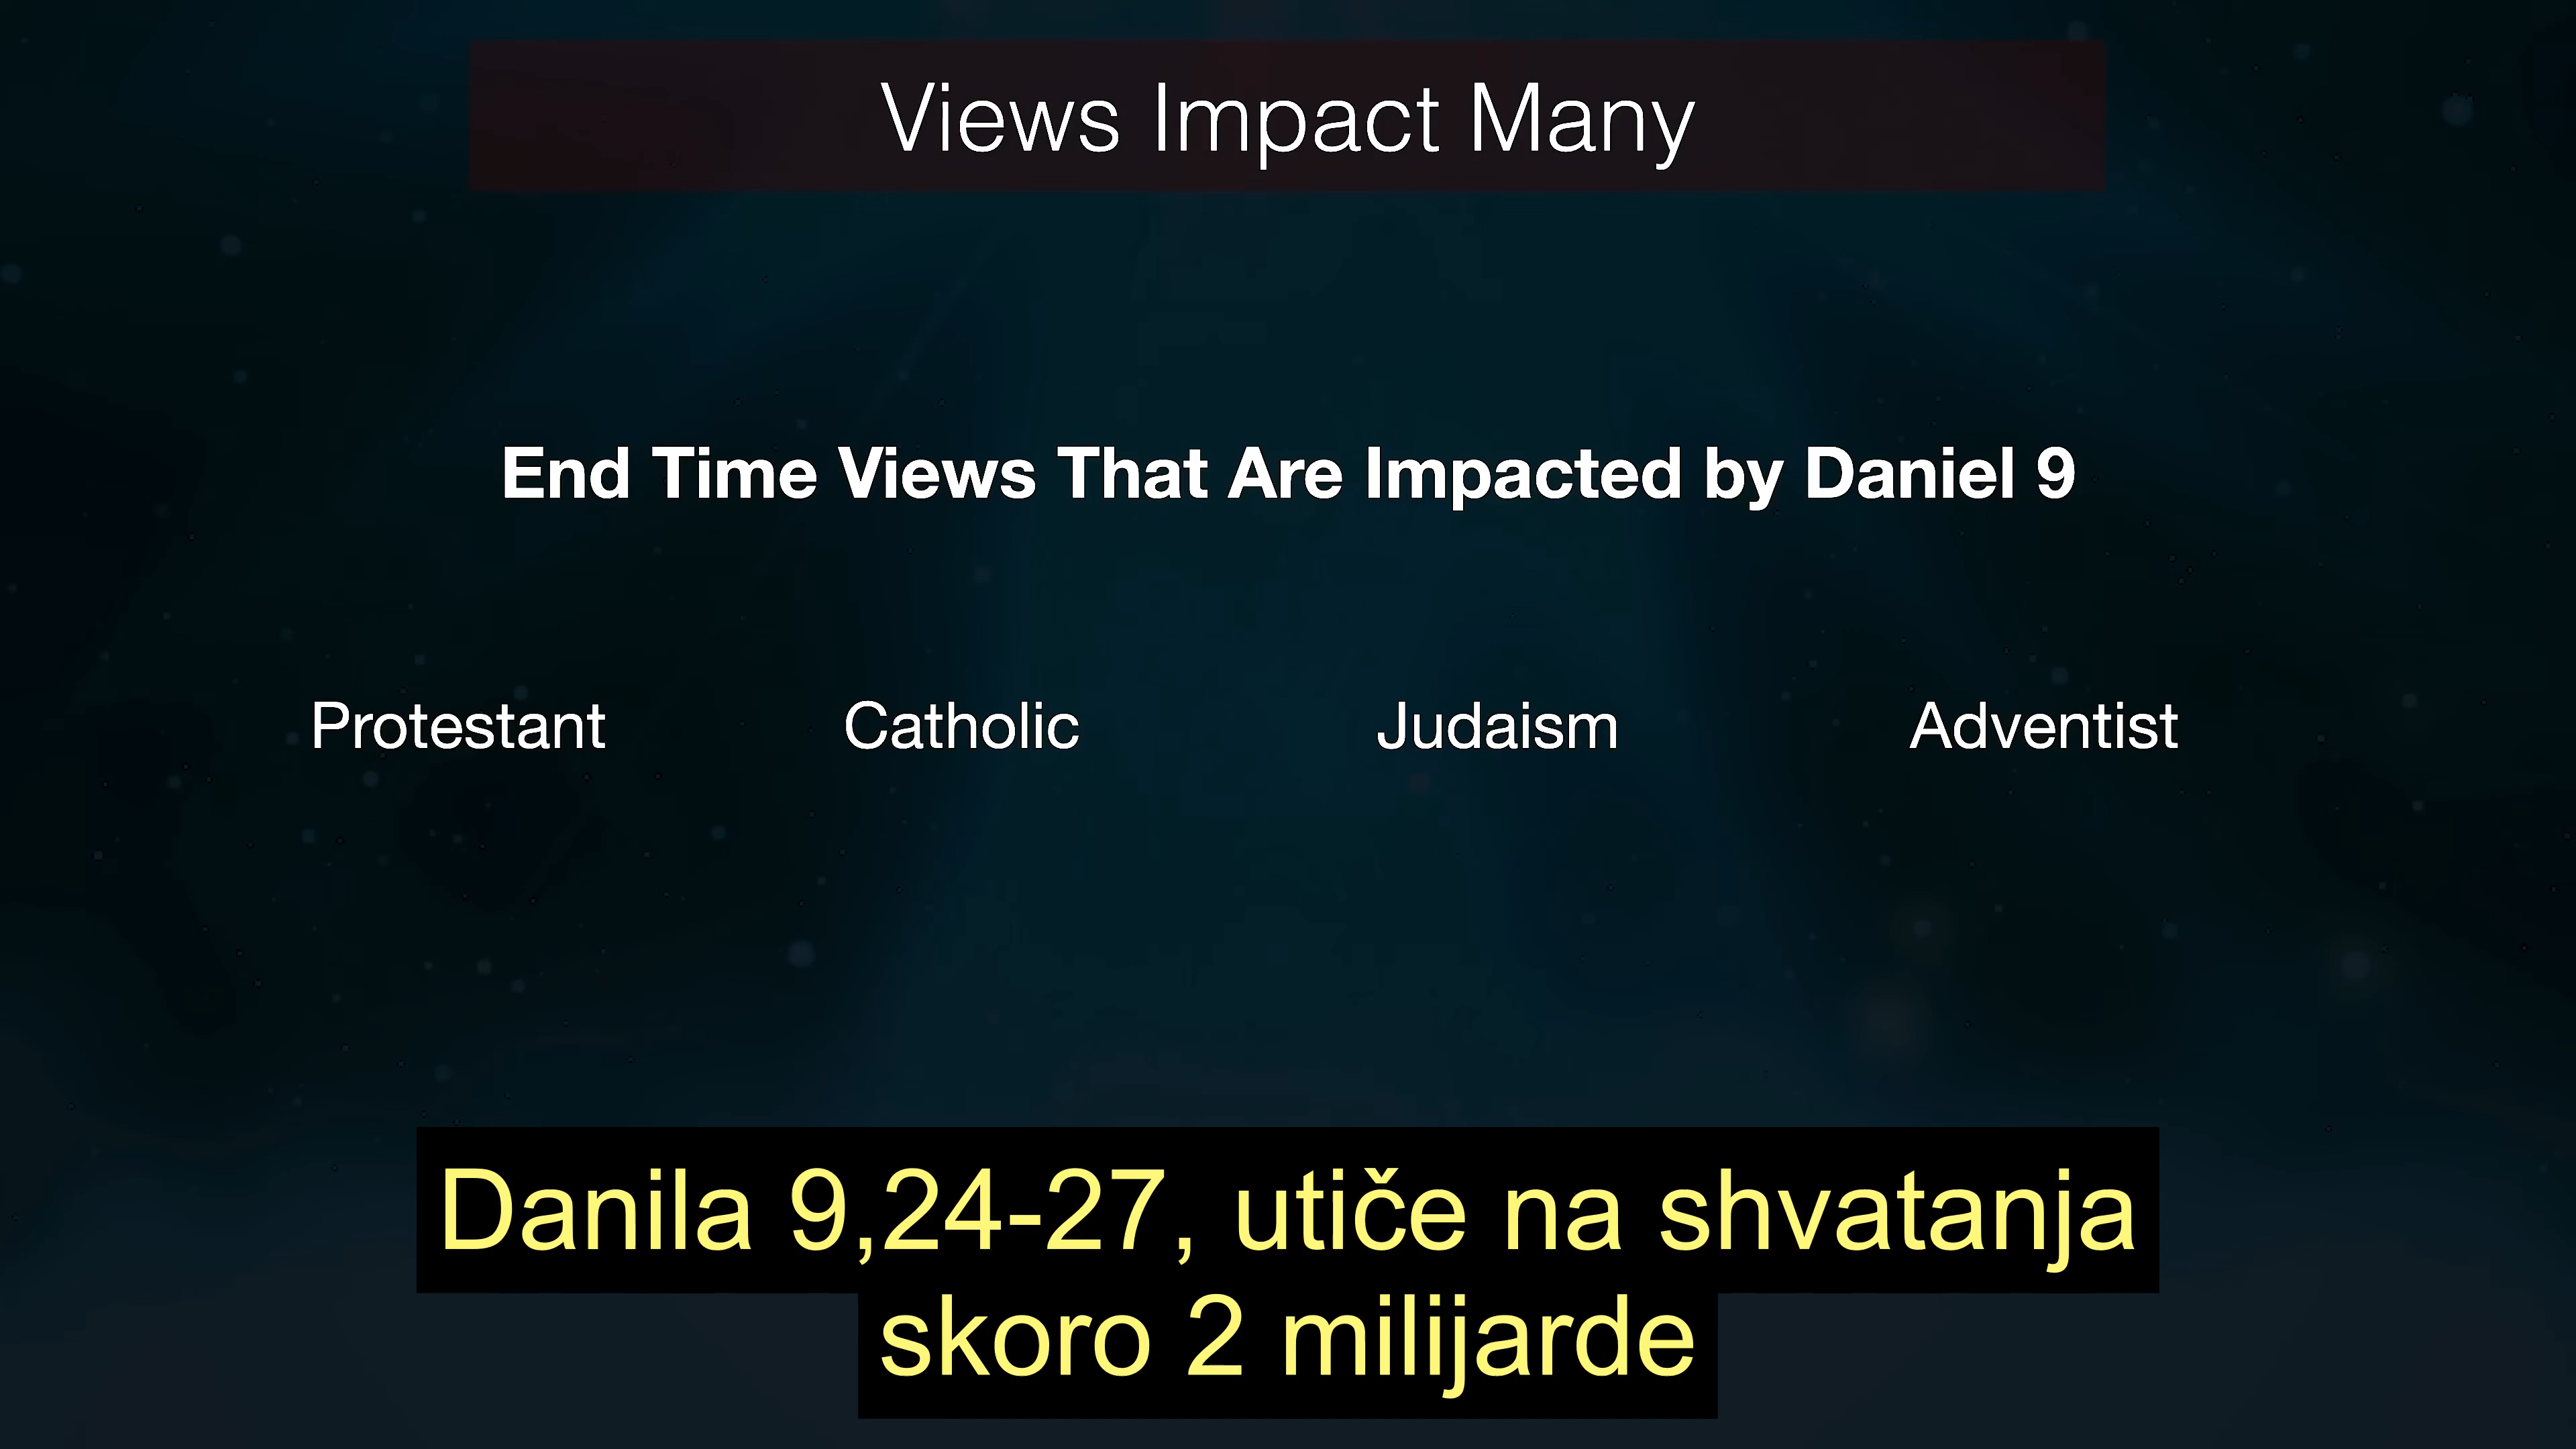 Views Impact Many
End Time Views That Are Impacted by Daniel 9
Protestant Catholic Judaism Adventist
Danila 9,24-27, utiče na shvatanja
skoro 2 milijarde